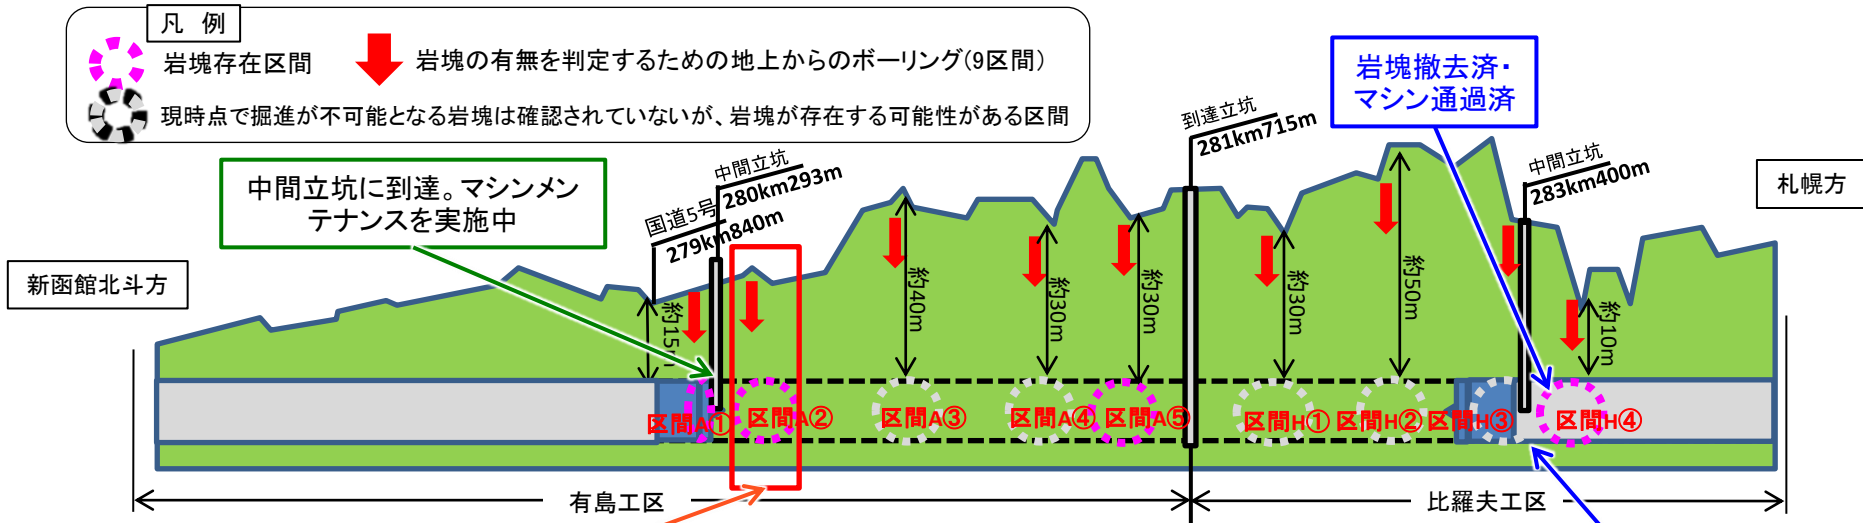 凡 例
岩塊存在区間
岩塊の有無を判定するための地上からのボーリング(9区間)
現時点で掘進が不可能となる岩塊は確認されていないが、岩塊が存在する可能性がある区間
岩塊撤去済・
マシン通過済
到達立坑
281km715m
中間立坑に到達。マシンメン
テナンスを実施中
中間立坑
280km293m
国道5号
279km840m
中間立坑
283km400m
札幌方
新函館北斗方
約15m
約40m
約30m
約30m
約30m
約50m
約10m
区間A①
区間A②
区間A③
区間A④
区間A⑤
区間H①
区間H②
区間H③
区間H④
有島工区
比羅夫工区